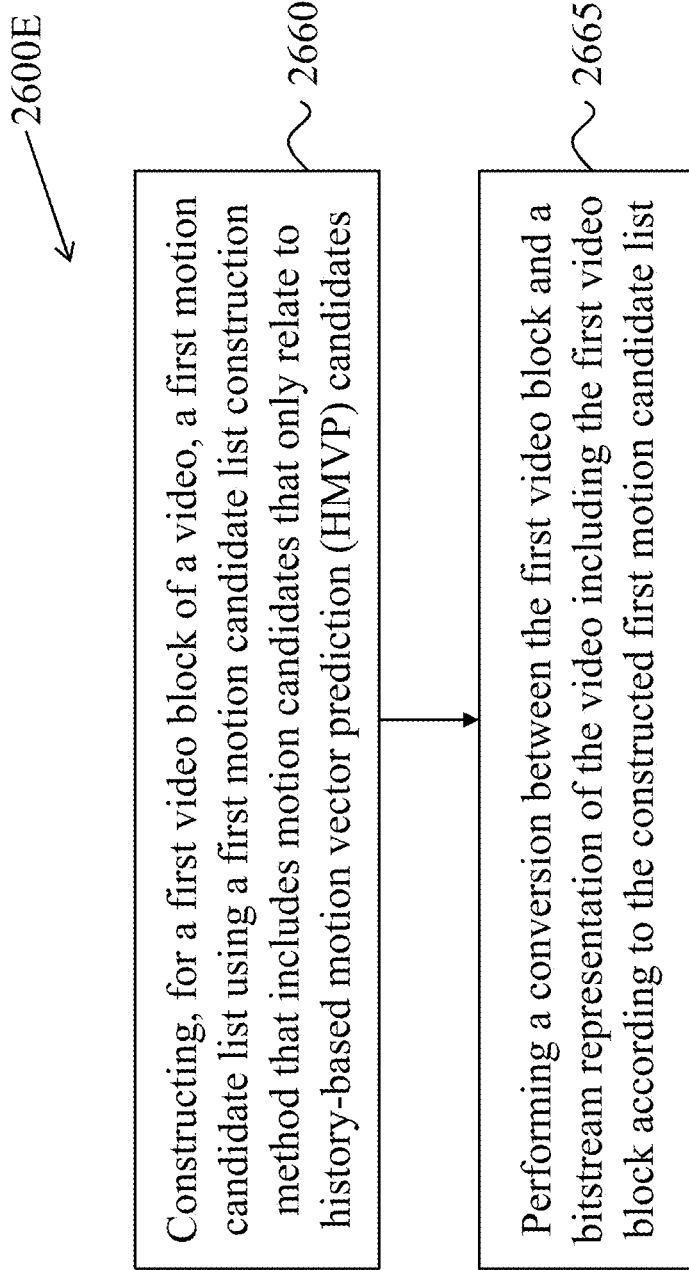 2600E
Constructing, for a first video block of a video, a first motion
candidate list using a first motion candidate list construction
method that includes motion candidates that only relate to
history-based motion vector prediction (HMVP) candidates
2660
Performing a conversion between the first video block and a
bitstream representation of the video including the first video
block according to the constructed first motion candidate list
2665